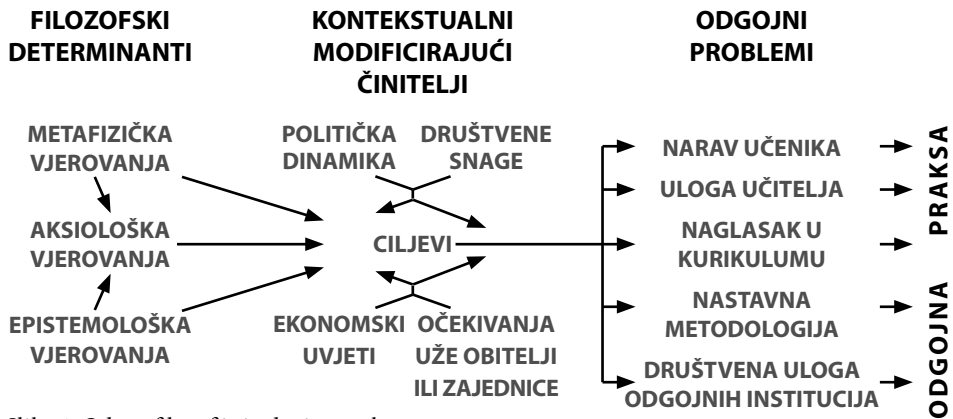 FILOZOFSKI
DETERMINANTI
KONTEKSTUALNI
MODIFICIRAJUĆI
ČINITELJI
ODGOJNI
PROBLEMI
METAFIZIČKA
VJEROVANJA
AKSIOLOŠKA
VJEROVANJA
EPISTEMOLOŠKA
VJEROVANJA
POLITIČKA
DINAMIKA
DRUŠTVENE
SNAGE
CILJEVI
EKONOMSKI
UVJETI
OČEKIVANJA
UŽE OBITELJI
ILI ZAJEDNICE
NARAV UČENIKA
ULOGA UČITELJA
NAGLASAK U
KURIKULUMU
NASTAVNA
METODOLOGIJA
DRUŠTVENA ULOGA
ODGOJNIH INSTITUCIJA
ODGOJNA PRAKSA